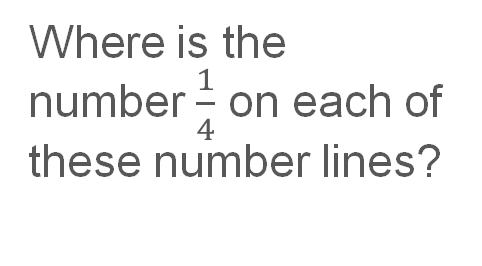 Where is the
number 1/4 on each of
these number lines?